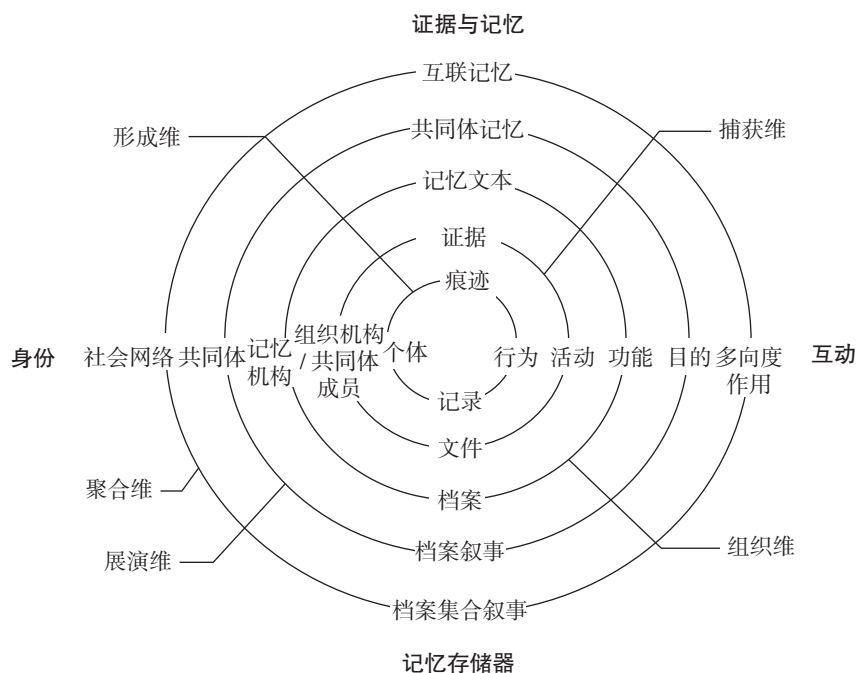 证据与记忆
互联记忆
形成维
共同体记忆
捕获维
记忆文本
证据
痕迹
身份
社会网络
共同体
记忆
机构
组织机构
/共同体
成员
个体
行为
活动
功能
目的
多向度
作用
互动
记录
文件
聚合维
档案
档案叙事
组织维
展演维
档案集合叙事
记忆存储器